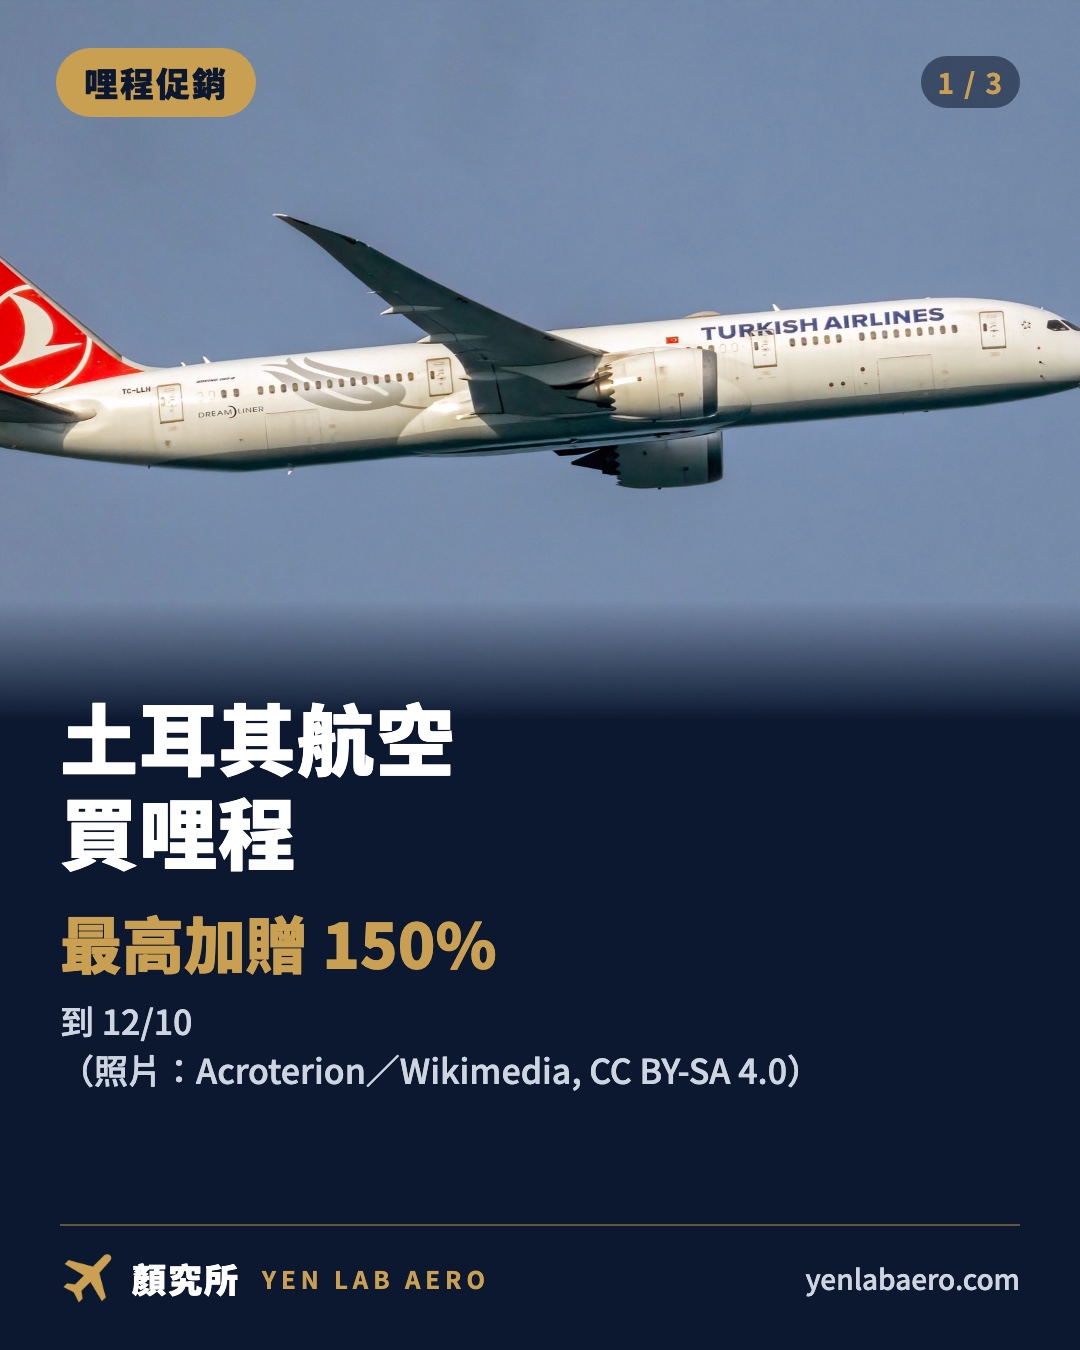 哩程促銷
1 / 3
TURKISH AIRLINES
TC-LLH
DREAMLINER
土耳其航空
買哩程
最高加贈 150%
到 12/10
（照片：Acroterion／Wikimedia, CC BY-SA 4.0）
顏究所 YEN LAB AERO
yenlabaero.com